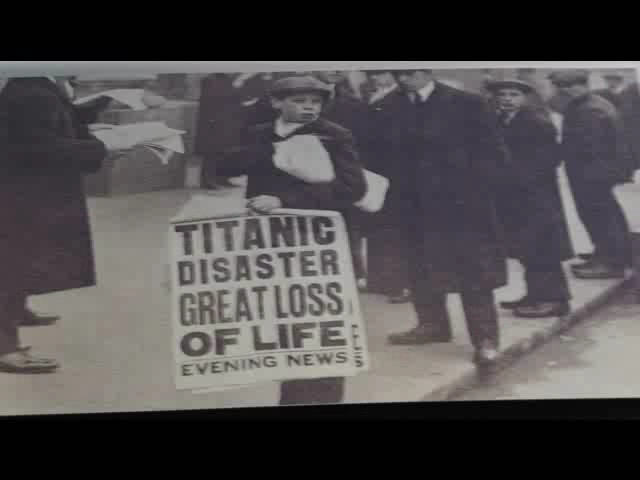 TITANIC
DISASTER
GREAT LOSS
OF LIFE
EVENING NEWS